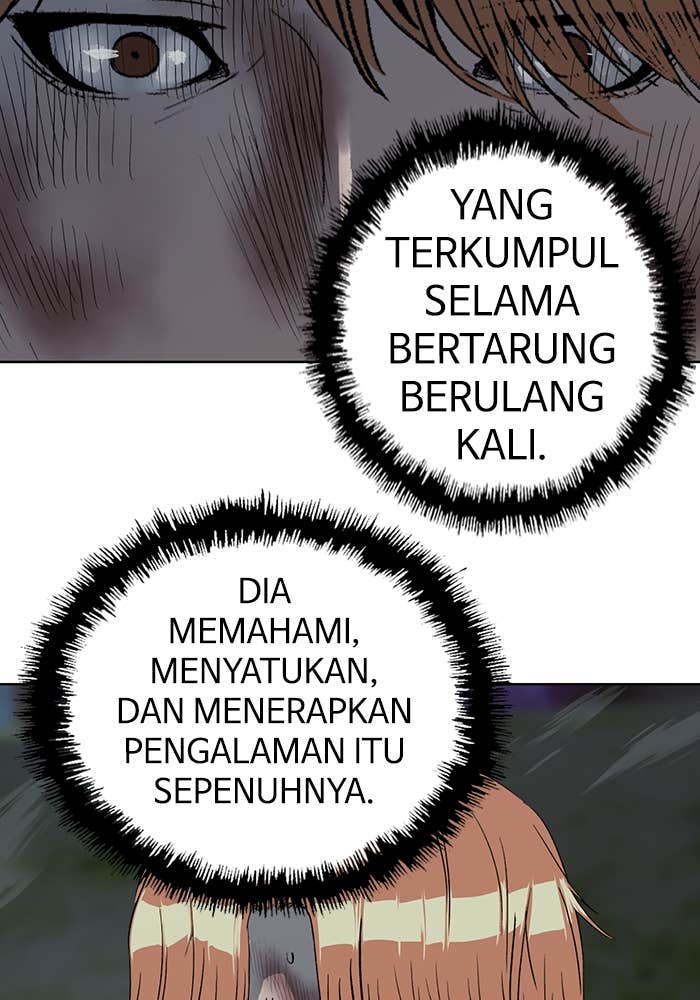 YANG
TERKUMPUL
SELAMA
BERTARUNG
BERULANG
KALI.
DIA
MEMAHAMI,
MENYATUKAN,
DAN MENERAPKAN
PENGALAMAN ITU
SEPENUHNYA.